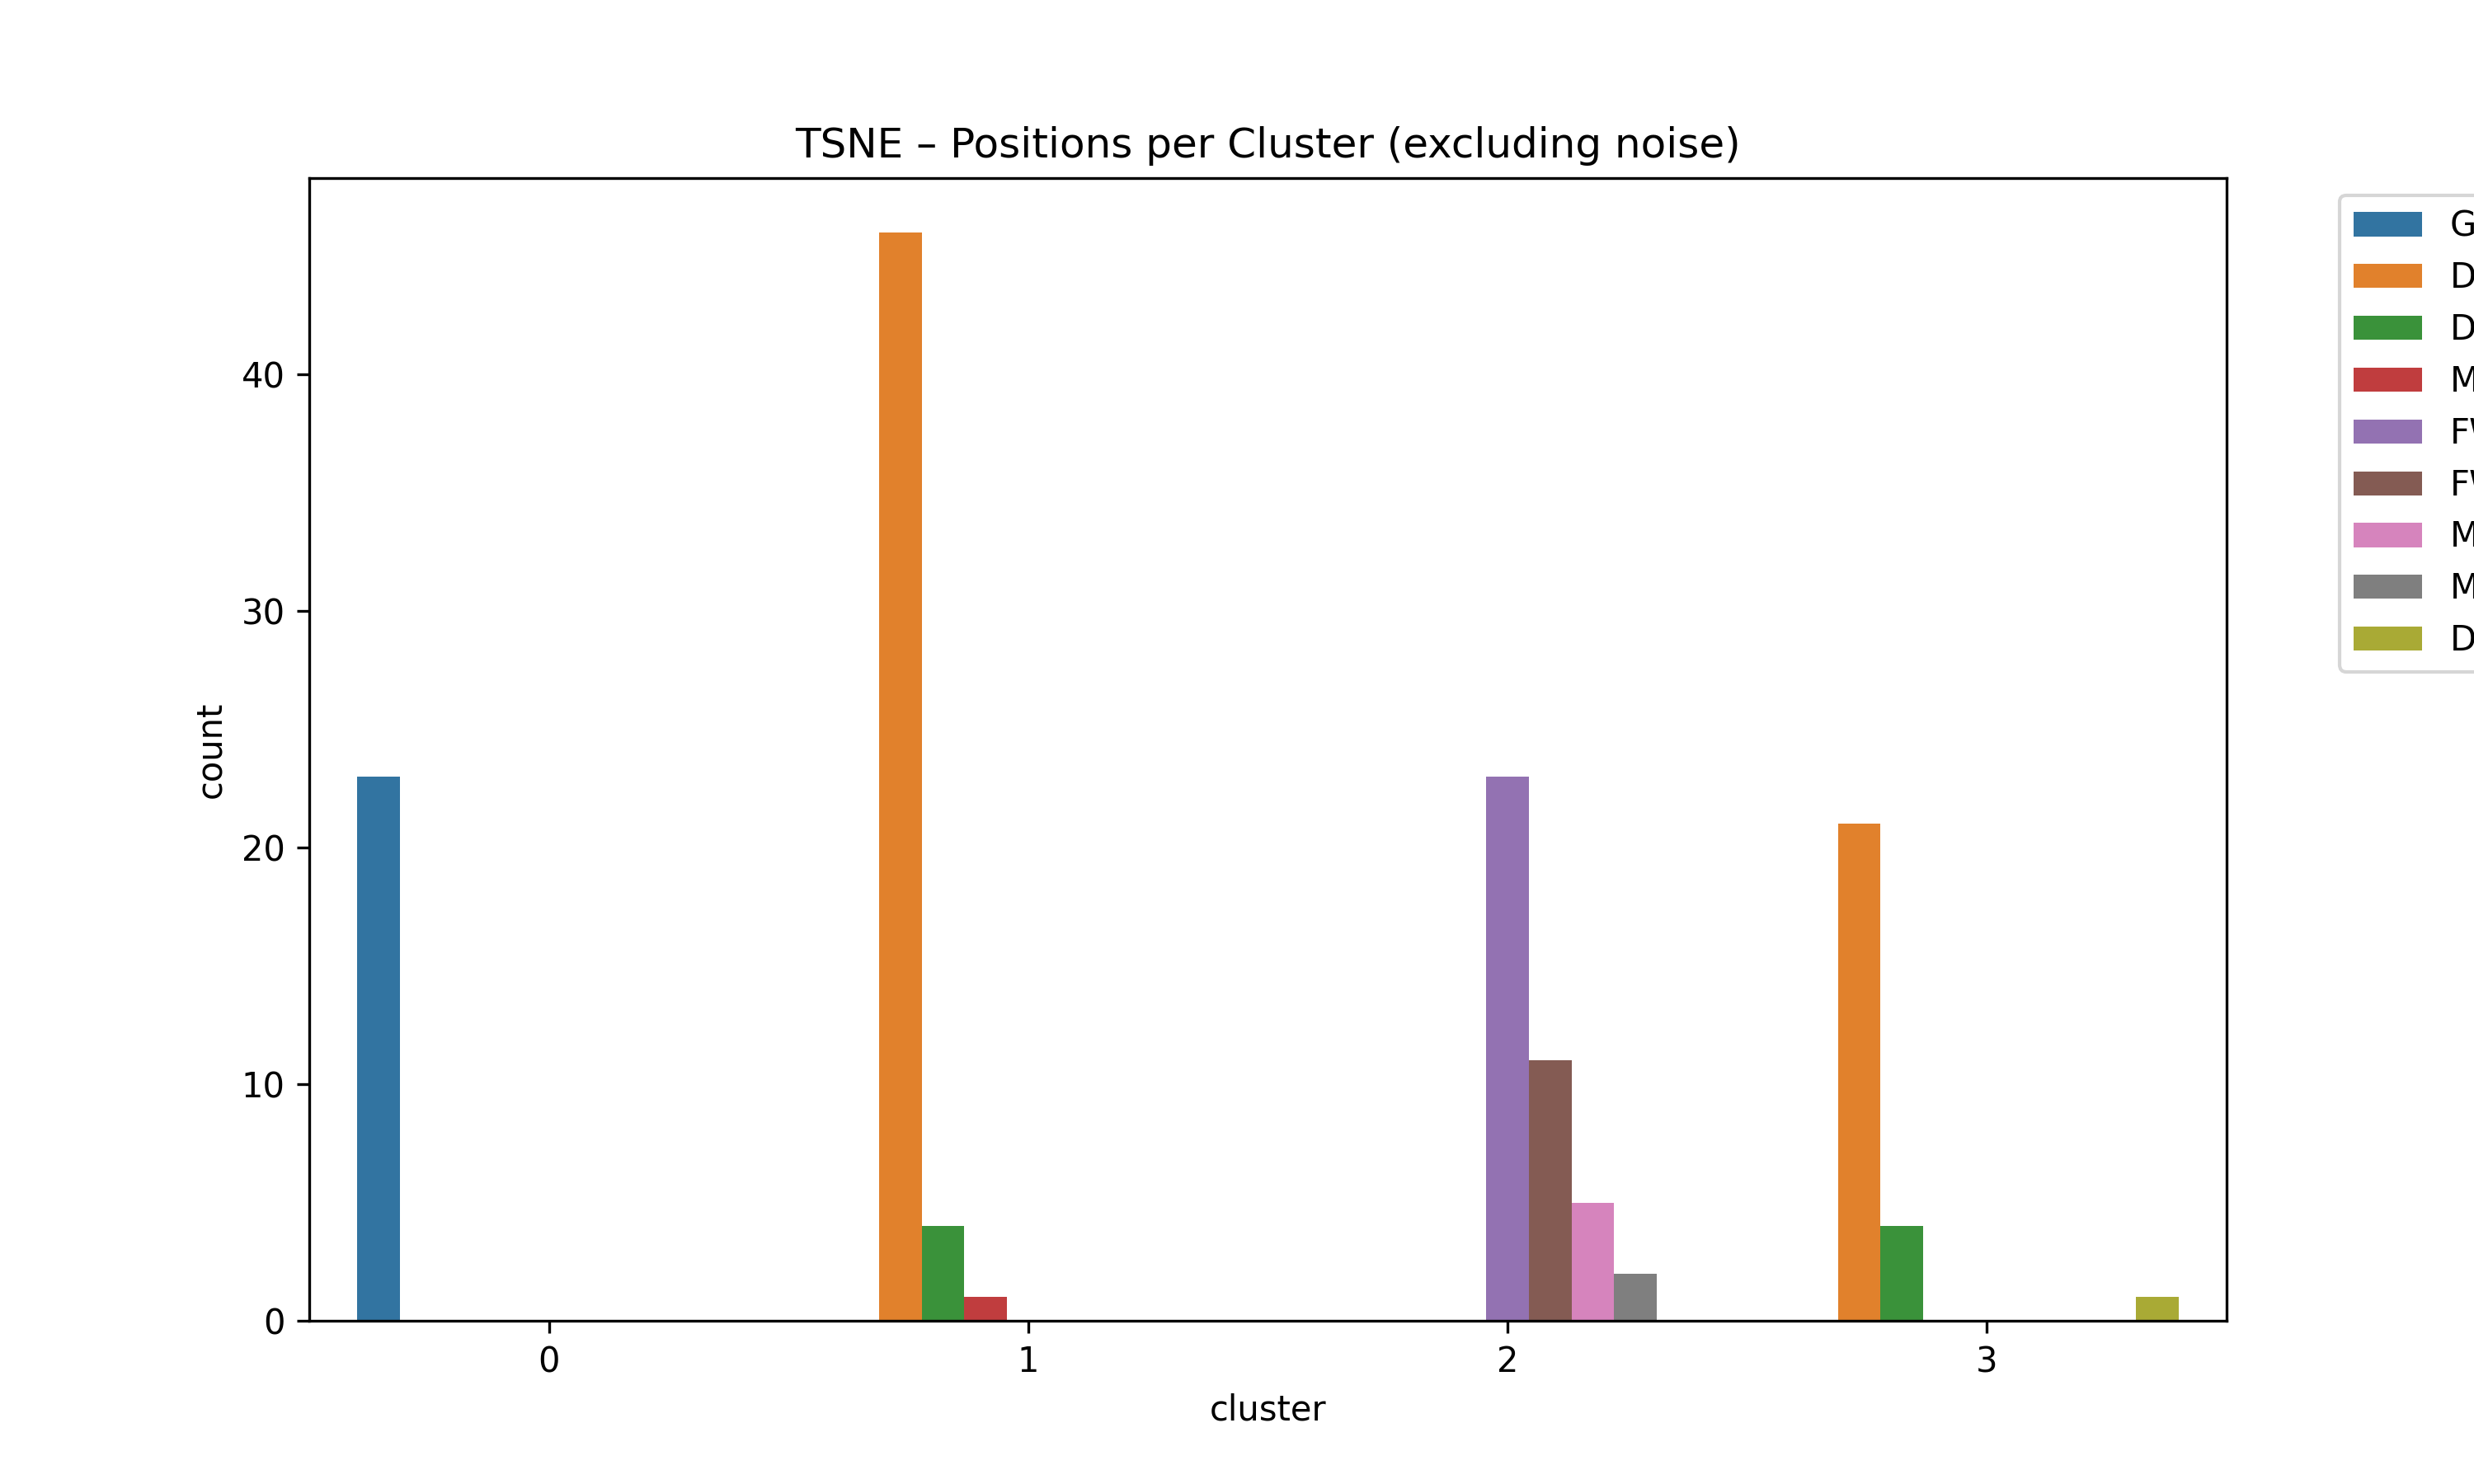 TSNE – Positions per Cluster (excluding noise)
G
D
D
M
F
F
M
M
D
40
30
20
10
0
count
0 1 2 3
cluster